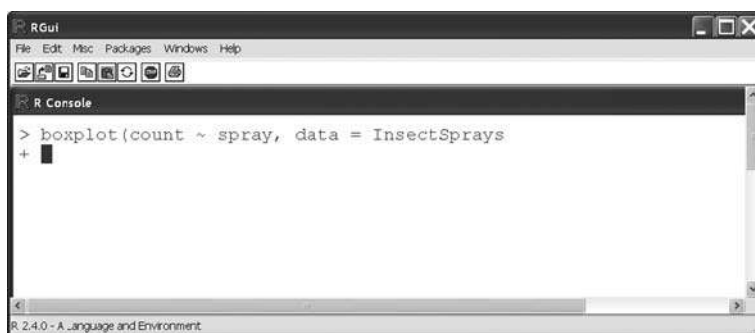 RGui
File Edit Misc Packages Windows Help
STOP
R Console
> boxplot(count ~ spray, data = InsectSprays
+
R 2.4.0 - A Language and Environment